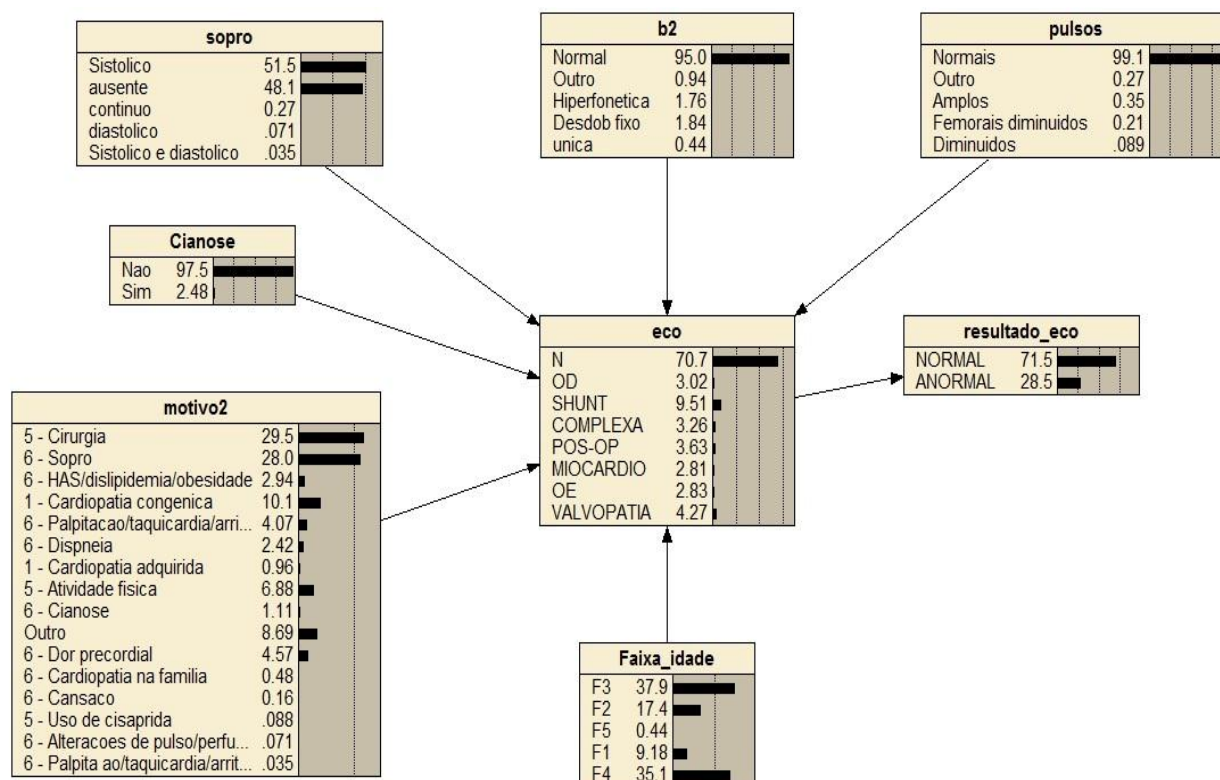 sopro
Sistolico 51.5
ausente 48.1
continuo 0.27
diastolico .071
Sistolico e diastolico .035
b2
Normal 95.0
Outro 0.94
Hiperfonetica 1.76
Desdob fixo 1.84
unica 0.44
pulsos
Normais 99.1
Outro 0.27
Amplos 0.35
Femorais diminuidos 0.21
Diminuidos .089
Cianose
Nao 97.5
Sim 2.48
eco
N 70.7
OD 3.02
SHUNT 9.51
COMPLEXA 3.26
POS-OP 3.63
MIOCARDIO 2.81
OE 2.83
VALVOPATIA 4.27
resultado_eco
NORMAL 71.5
ANORMAL 28.5
motivo2
5 - Cirurgia 29.5
6 - Sopro 28.0
6 - HAS/dislipidemia/obesidade 2.94
1 - Cardiopatia congenica 10.1
6 - Palpitacao/taquicardia/arri... 4.07
6 - Dispneia 2.42
1 - Cardiopatia adquirida 0.96
5 - Atividade fisica 6.88
6 - Cianose 1.11
Outro 8.69
6 - Dor precordial 4.57
6 - Cardiopatia na familia 0.48
6 - Cansaco 0.16
5 - Uso de cisaprida .088
6 - Alteracoes de pulso/perfu... .071
6 - Palpita ao/taquicardia/arrit... .035
Faixa_idade
F3 37.9
F2 17.4
F5 0.44
F1 9.18
F4 35.1